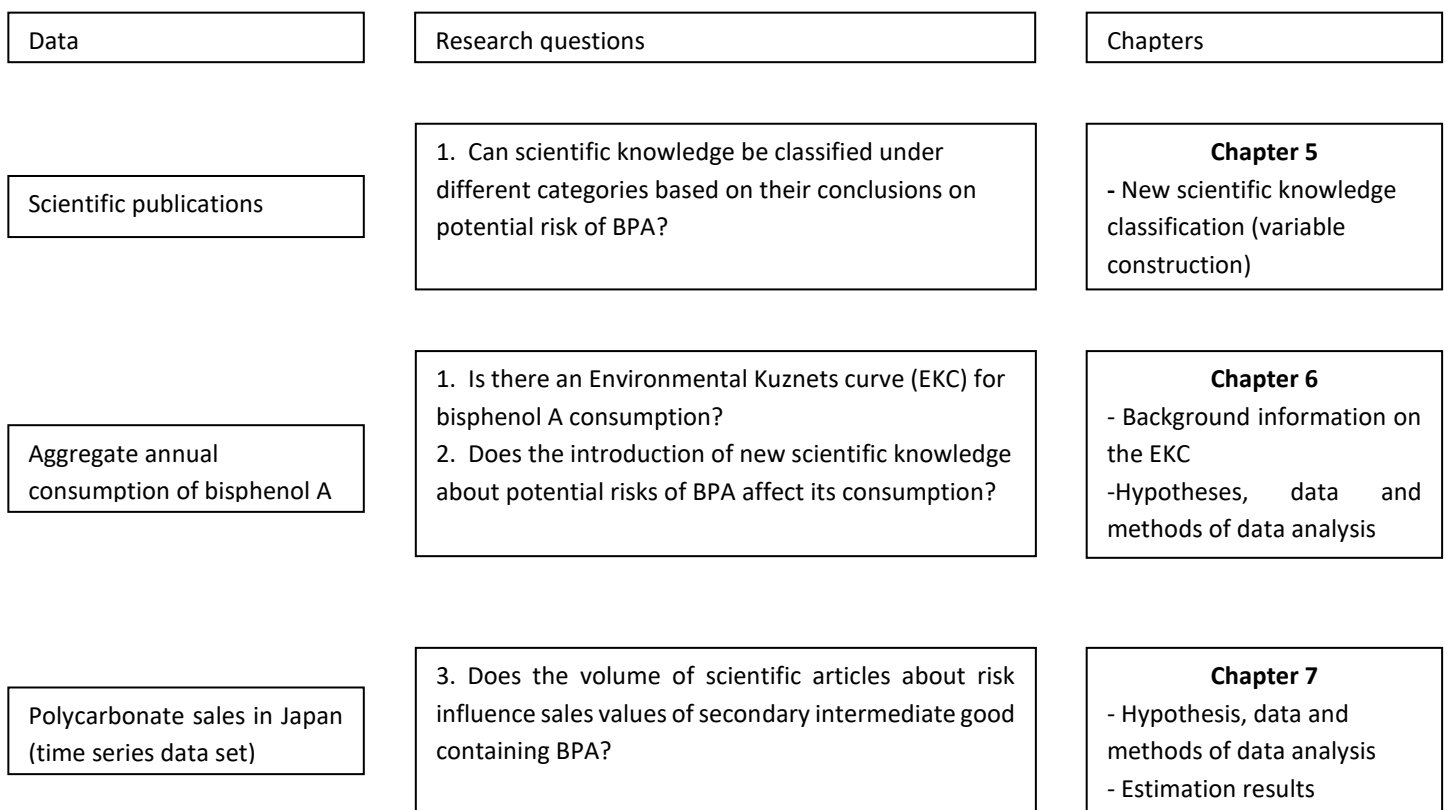 Data
Research questions
Chapters
Scientific publications
1. Can scientific knowledge be classified under
different categories based on their conclusions on
potential risk of BPA?
Chapter 5
- New scientific knowledge
classification (variable
construction)
Aggregate annual
consumption of bisphenol A
1. Is there an Environmental Kuznets curve (EKC) for
bisphenol A consumption?
2. Does the introduction of new scientific knowledge
about potential risks of BPA affect its consumption?
Chapter 6
- Background information on
the EKC
-Hypotheses, data and
methods of data analysis
Polycarbonate sales in Japan
(time series data set)
3. Does the volume of scientific articles about risk
influence sales values of secondary intermediate good
containing BPA?
Chapter 7
- Hypothesis, data and
methods of data analysis
- Estimation results